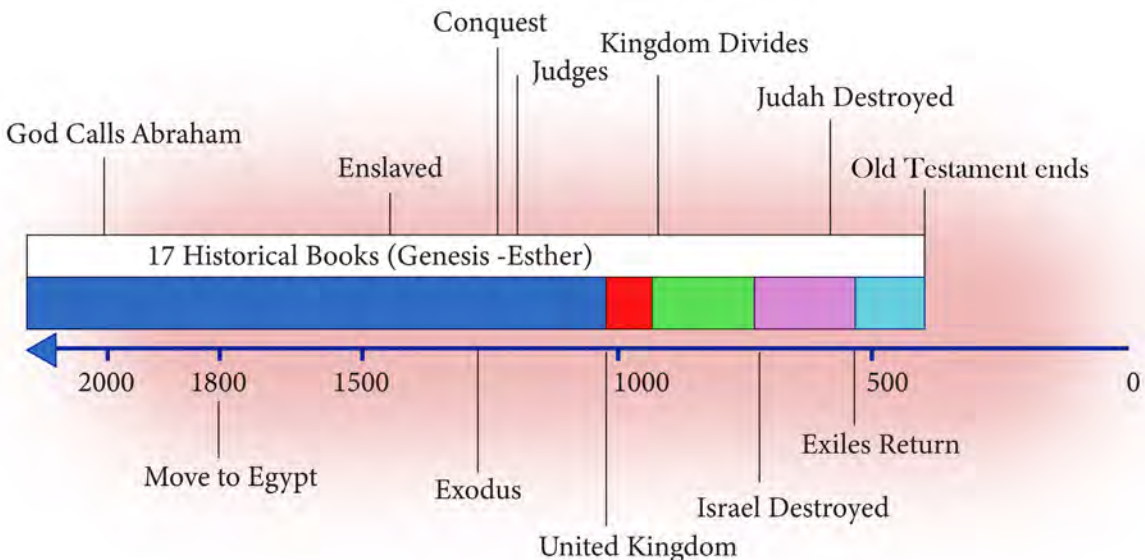 Conquest
Kingdom Divides
Judges
Judah Destroyed
God Calls Abraham
Enslaved
Old Testament ends
17 Historical Books (Genesis -Esther)
2000
1800
1500
1000
500
0
Exiles Return
Move to Egypt
Exodus
Israel Destroyed
United Kingdom